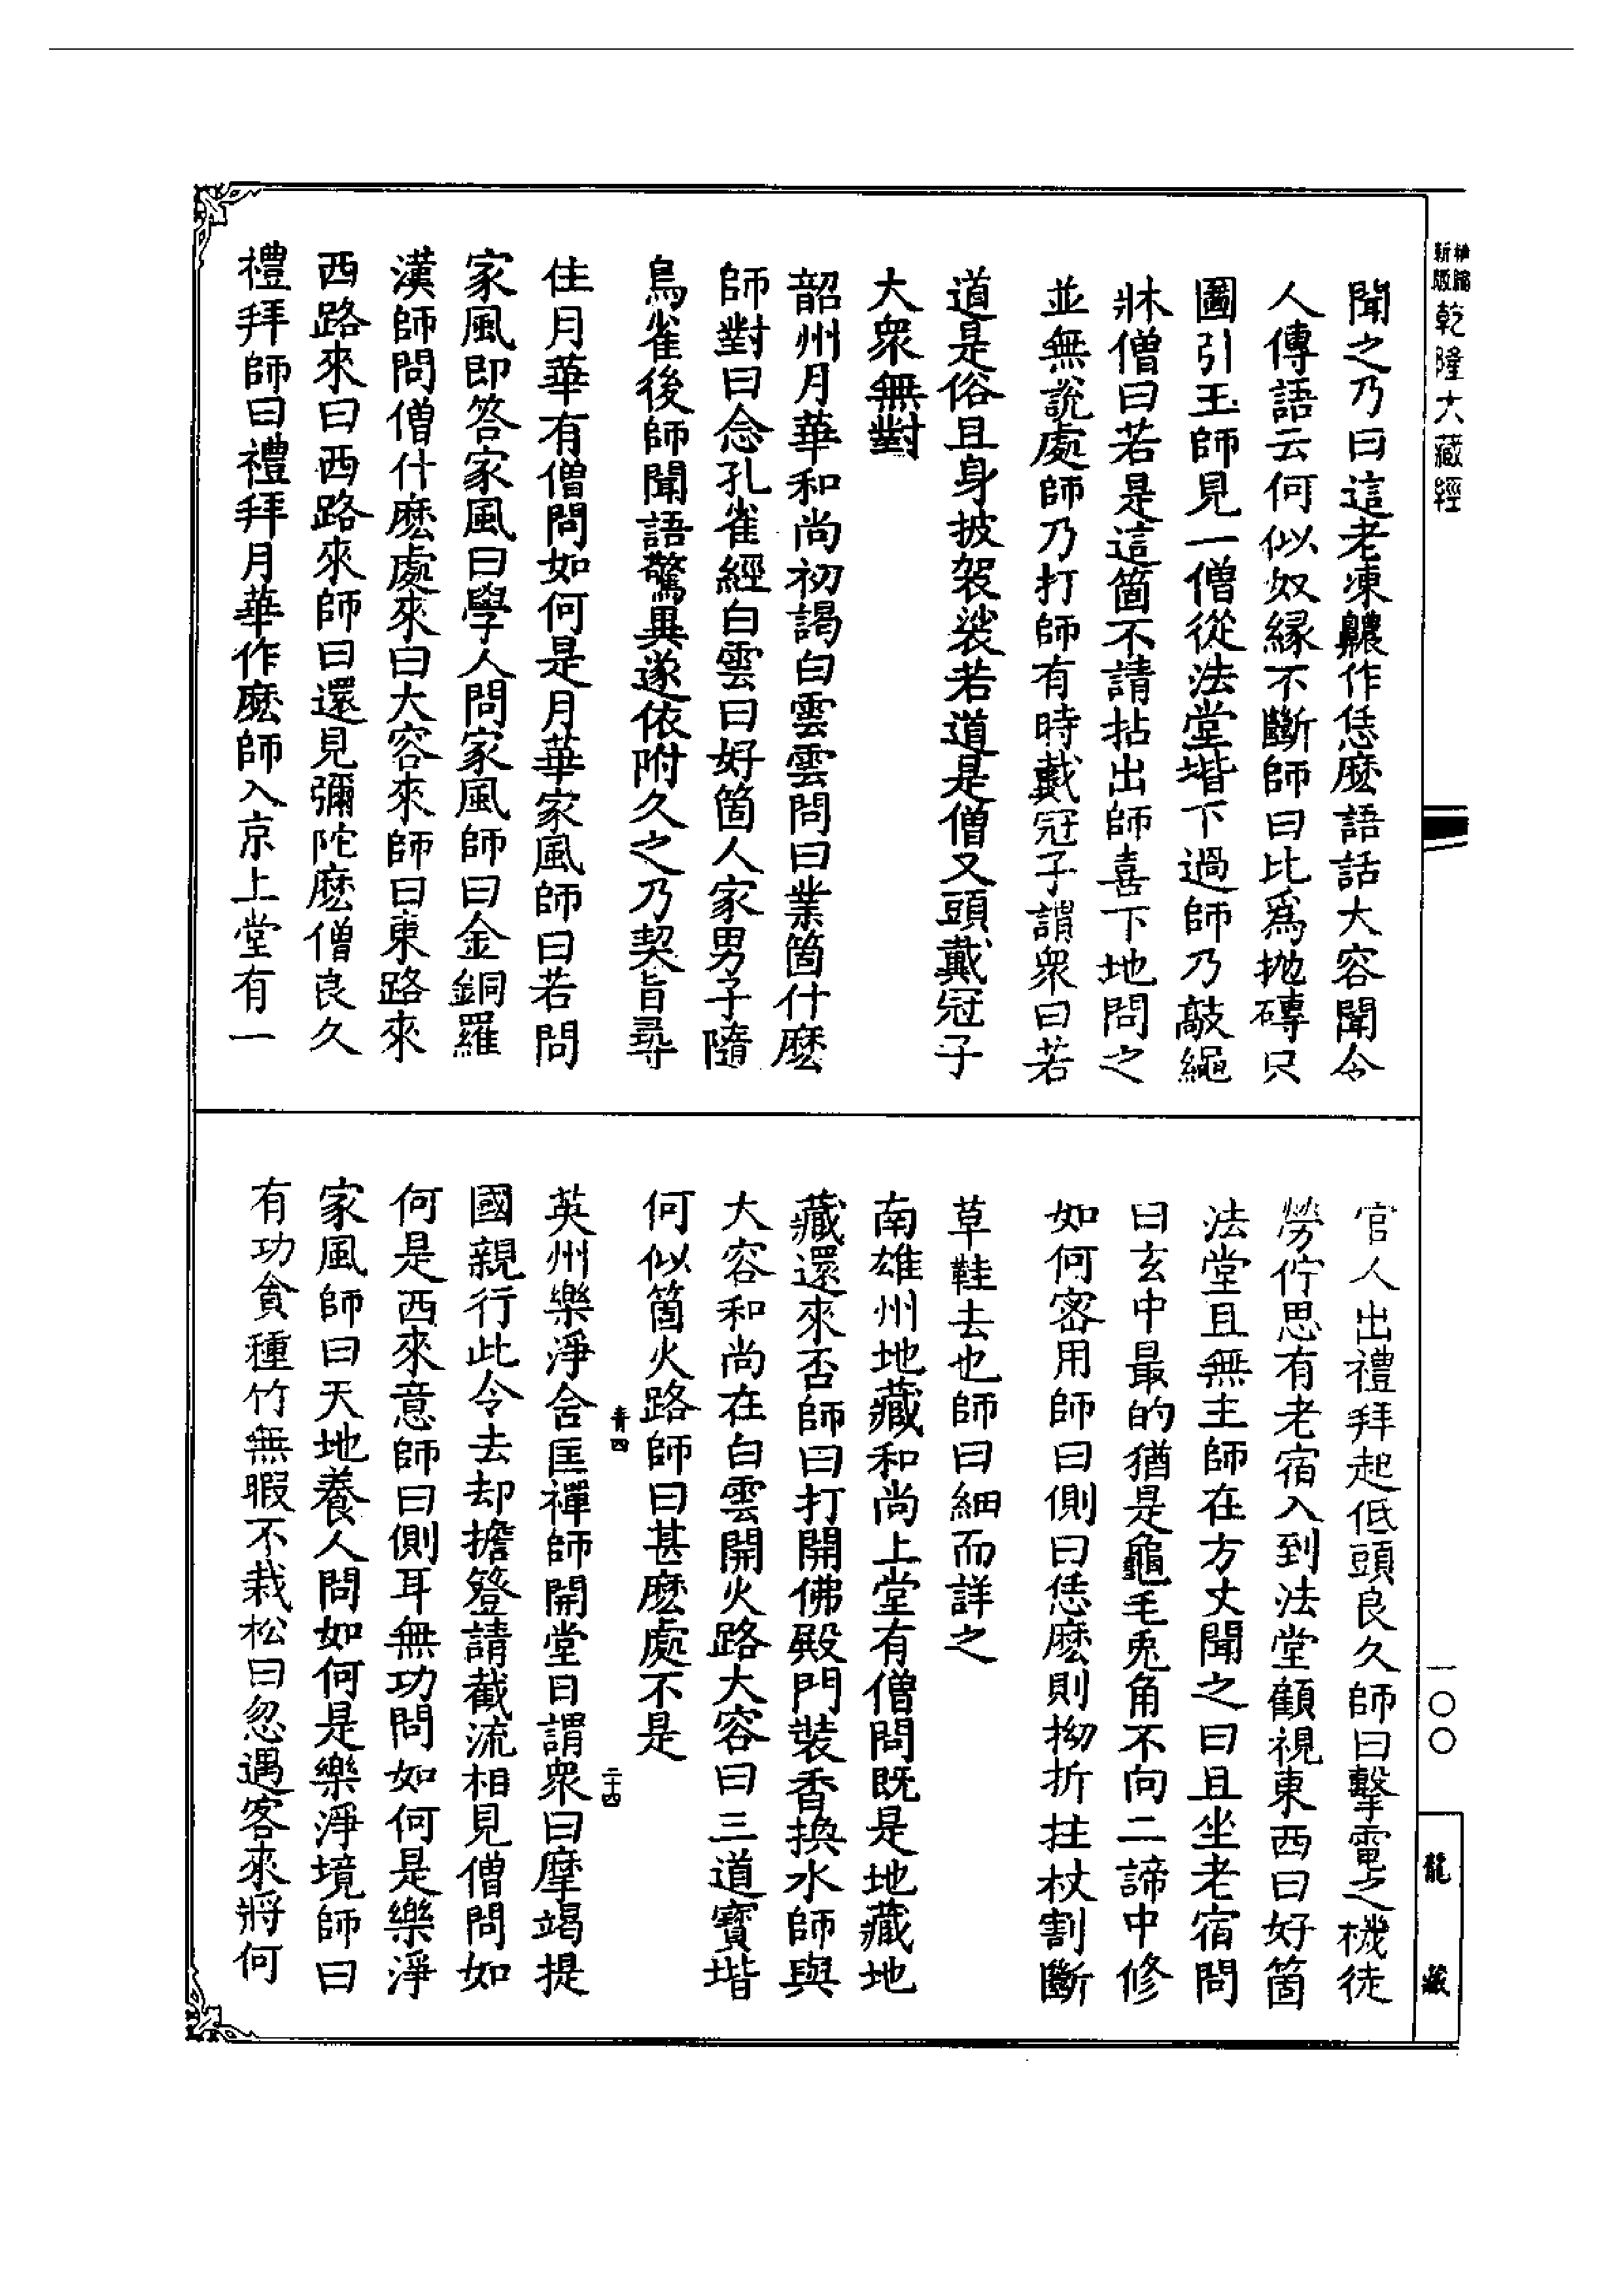 新版
乾隆大藏經
聞之乃曰這老凍齈作恁麽語話大容聞令
人傳語云何似奴緣不斷師曰比爲抛磚只
圖引玉師見一僧從法堂堦下過師乃敲繩
牀僧曰若是這箇不請拈出師喜下地問之
並無說處師乃打師有時戴冠子謂衆曰若
道是俗且身披袈裟若道是僧又頭戴冠子
大衆無對
韶州月華和尚初謁白雲雲問曰業箇什麽
師對曰念孔雀經白雲曰好箇人家男子隨
鳥雀後師聞語驚異遂依附久之乃契旨尋
住月華有僧問如何是月華家風師曰若問
家風即答家風曰學人問家風師曰金銅羅
漢師問僧什麽處來曰大容來師曰東路來
西路來曰西路來師曰還見彌陀麽僧良久
禮拜師曰禮拜月華作麽師入京上堂有一
官人出禮拜起低頭良久師曰擊電之機徒
勞佇思有老宿入到法堂顧視東西曰好箇
法堂且無主師在方丈聞之曰且坐老宿問
曰玄中最的猶是龜毛兎角不向二諦中修
如何密用師曰側曰恁麽則拗折拄杖割斷
草鞋去也師曰細而詳之
南雄州地藏和尚上堂有僧問既是地藏地
藏還來否師曰打開佛殿門裝香換水師與
大容和尚在白雲開火路大容曰三道寶堦
何似箇火路師曰甚麽處不是
青四
二十四
英州樂淨含匡禪師開堂日謂衆曰摩竭提
國親行此令去却擔簦請截流相見僧問如
何是西來意師曰側耳無功問如何是樂淨
家風師曰天地養人問如何是樂淨境師曰
有功貪種竹無暇不栽松曰忽遇客來將何
一〇〇
龍藏